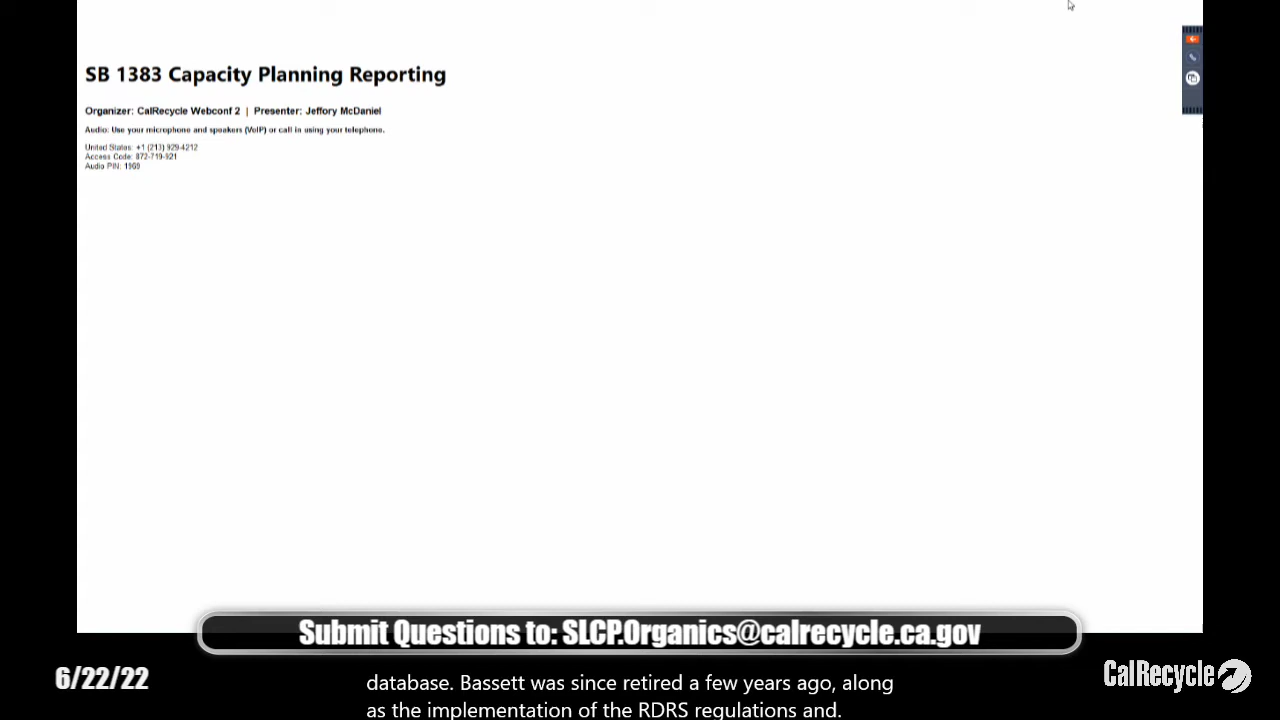 SB 1383 Capacity Planning Reporting
Organizer: CalRecycle Webconf 2 | Presenter: Jeffory McDaniel
Audio: Use your microphone and speakers (VoIP) or call in using your telephone.
United States: +1 (213) 929-4212
Access Code: 872-719-921
Audio PIN: 1969
Submit Questions to: SLCP.Organics@calrecycle.ca.gov
6/22/22
database. Bassett was since retired a few years ago, along
as the implementation of the RDRS regulations and.
CalRecycle